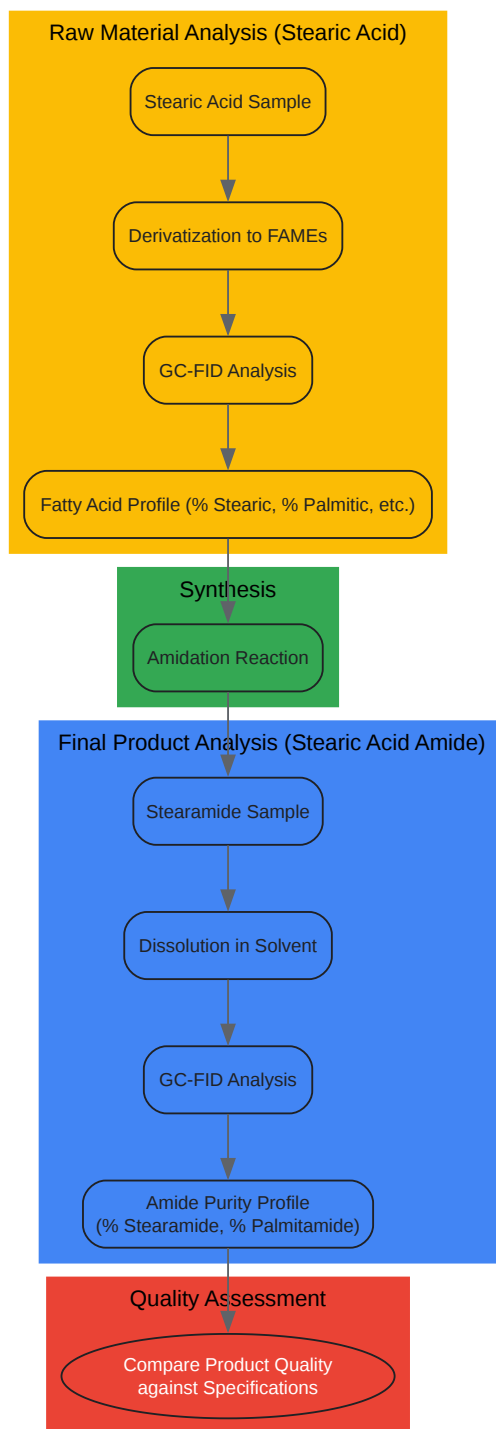 Raw Material Analysis (Stearic Acid)
Stearic Acid Sample
Derivatization to FAMEs
GC-FID Analysis
Fatty Acid Profile (% Stearic, % Palmitic, etc.)
Synthesis
Amidation Reaction
Final Product Analysis (Stearic Acid Amide)
Stearamide Sample
Dissolution in Solvent
GC-FID Analysis
Amide Purity Profile
(% Stearamide, % Palmitamide)
Quality Assessment
Compare Product Quality
against Specifications